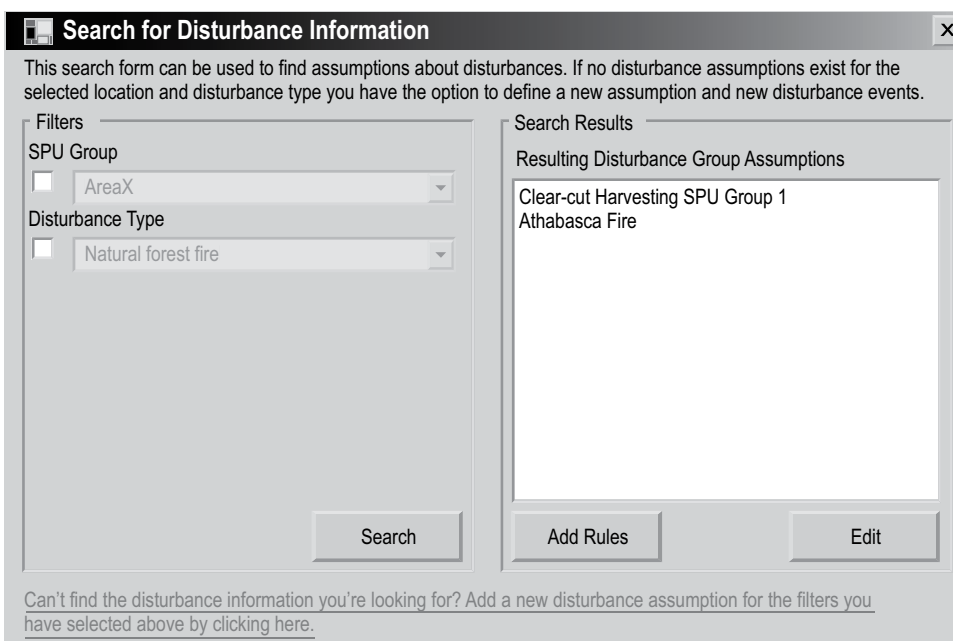 Search for Disturbance Information
X
This search form can be used to find assumptions about disturbances. If no disturbance assumptions exist for the
selected location and disturbance type you have the option to define a new assumption and new disturbance events.
Filters
SPU Group
AreaX
Disturbance Type
Natural forest fire
Search
Search Results
Resulting Disturbance Group Assumptions
Clear-cut Harvesting SPU Group 1
Athabasca Fire
Add Rules
Edit
Can't find the disturbance information you're looking for? Add a new disturbance assumption for the filters you
have selected above by clicking here.